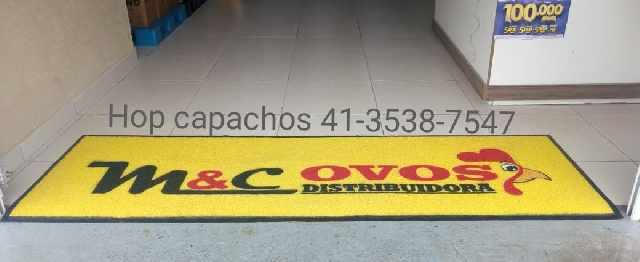 100.000
Hop capachos 41-3538-7547
M&C OVOS
DISTRIBUIDORA